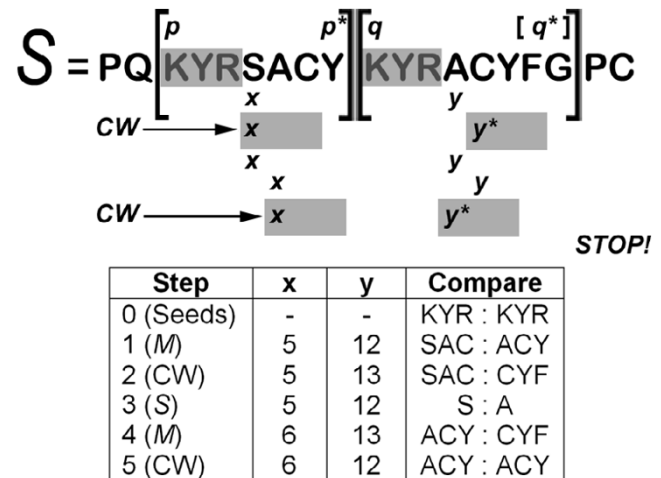 p p* q [ q* ]
S = PQ[KYRSACY][KYRACYFG]PC
x y
CW x y*
x y
x y
CW x y*
STOP!
Step x y Compare
0 (Seeds) - - KYR : KYR
1 (M) 5 12 SAC : ACY
2 (CW) 5 13 SAC : CYF
3 (S) 5 12 S : A
4 (M) 6 13 ACY : CYF
5 (CW) 6 12 ACY : ACY